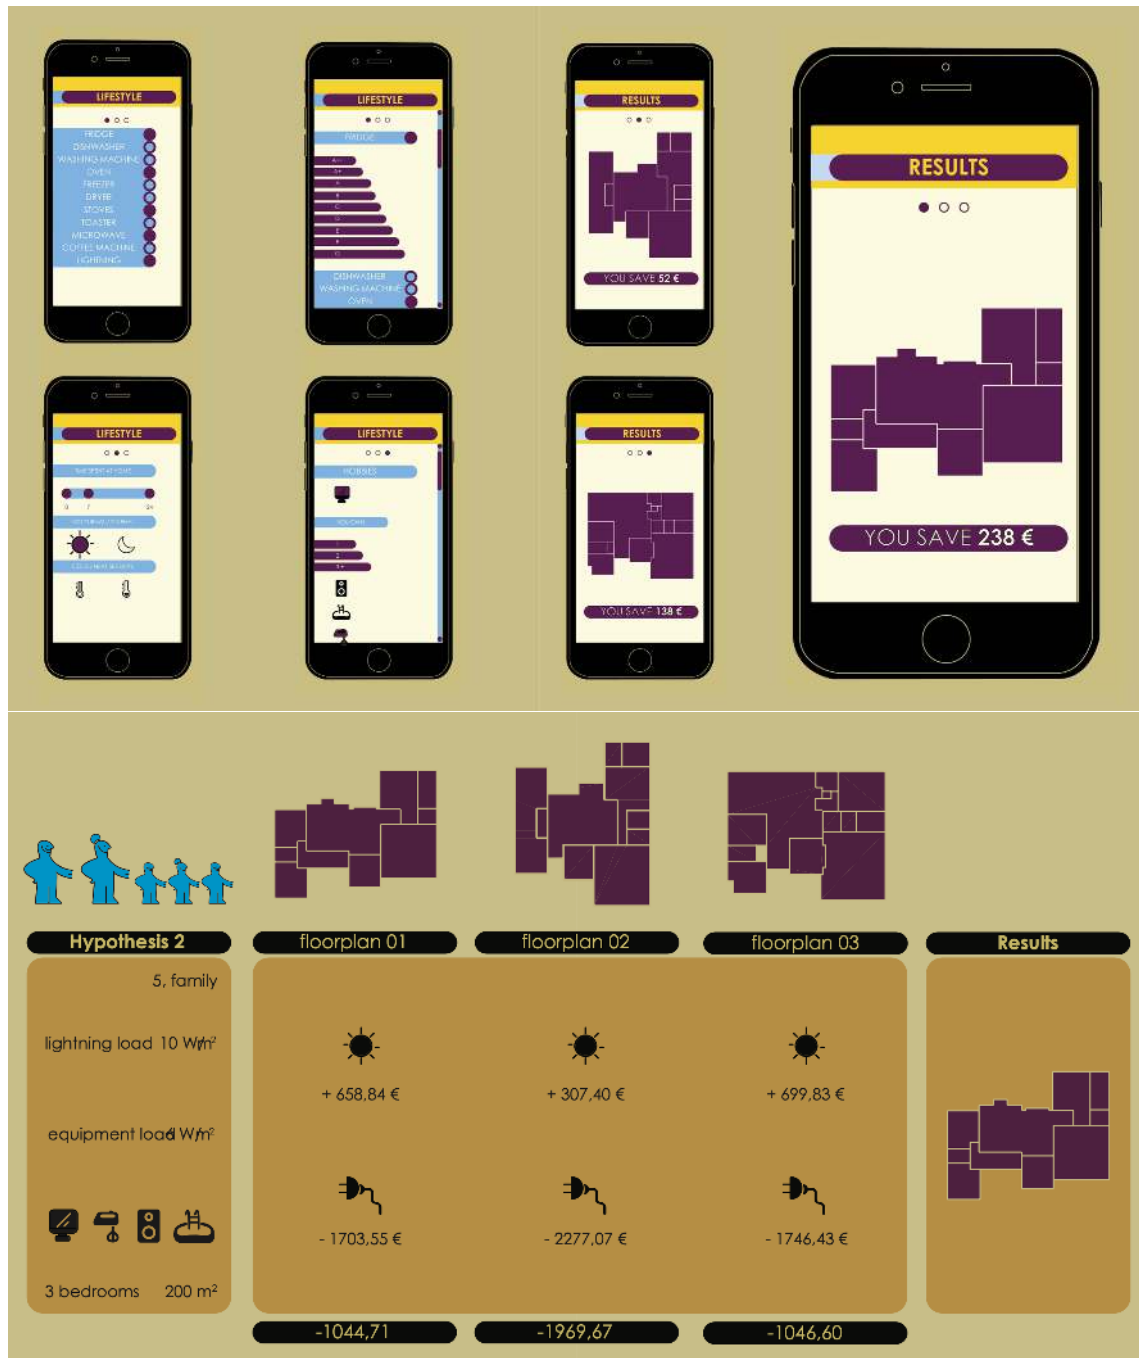 LIFESTYLE
FRIDGE
DISHWASHER
WASHING MACHINE
OVEN
FREEZER
DRYER
STOVES
TOASTER
MICROWAVE
COFFEE MACHINE
LIGHTNING
LIFESTYLE
FRIDGE
DISHWASHER
WASHING MACHINE
OVEN
RESULTS
YOU SAVE 52 €
RESULTS
YOU SAVE 238 €
LIFESTYLE
0 7
LIFESTYLE
HOBBIES
RESULTS
YOU SAVE 138 €
Hypothesis 2
floorplan 01
floorplan 02
floorplan 03
Results
5, family
lightning load 10 W/m²
+ 658,84 €
+ 307,40 €
+ 699,83 €
equipment load 6 W/m²
- 1703,55 €
- 2277,07 €
- 1746,43 €
3 bedrooms 200 m²
-1044,71
-1969,67
-1046,60